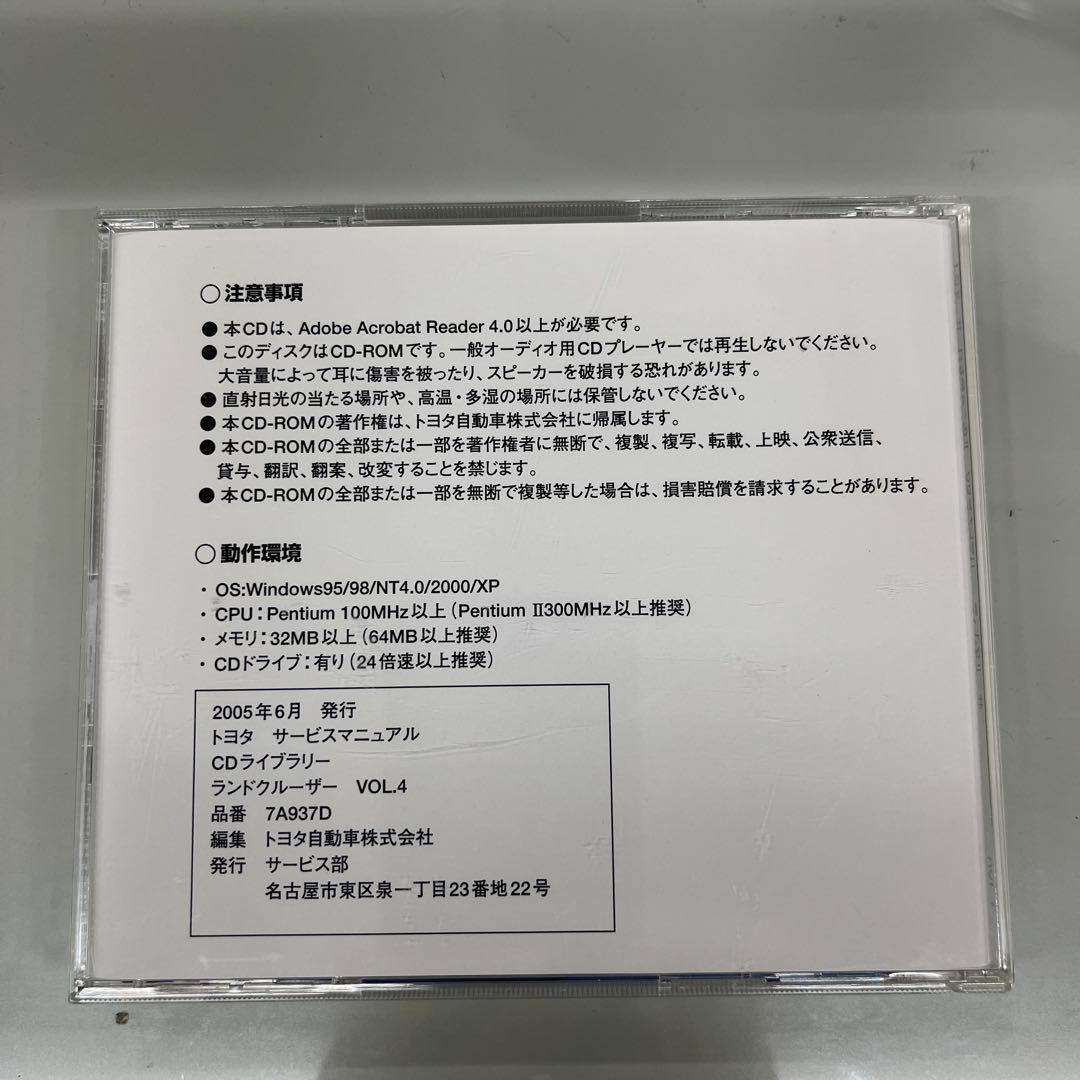 ○注意事項
● 本CDは、Adobe Acrobat Reader 4.0以上が必要です。
● このディスクはCD-ROMです。一般オーディオ用CDプレーヤーでは再生しないでください。
大音量によって耳に傷害を被ったり、スピーカーを破損する恐れがあります。
● 直射日光の当たる場所や、高温・多湿の場所には保管しないでください。
● 本CD-ROMの著作権は、トヨタ自動車株式会社に帰属します。
● 本CD-ROMの全部または一部を著作権者に無断で、複製、複写、転載、上映、公衆送信、
貸与、翻訳、翻案、改変することを禁じます。
● 本CD-ROMの全部または一部を無断で複製等した場合は、損害賠償を請求することがあります。
○動作環境
・ OS:Windows95/98/NT4.0/2000/XP
・ CPU：Pentium 100MHz以上（Pentium II300MHz以上推奨）
・ メモリ：32MB以上（64MB以上推奨）
・ CDドライブ：有り（24倍速以上推奨）
2005年6月　発行
トヨタ　サービスマニュアル
CDライブラリー
ランドクルーザー　VOL.4
品番　7A937D
編集　トヨタ自動車株式会社
発行　サービス部
名古屋市東区泉一丁目23番地22号